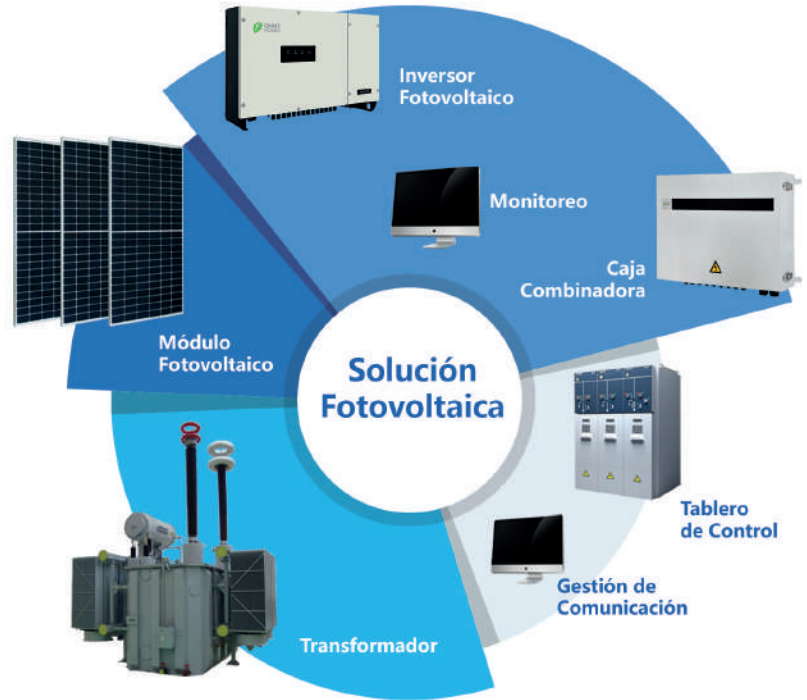 Inversor
Fotovoltaico
Monitoreo
Caja
Combinadora
Módulo
Fotovoltaico
Solución
Fotovoltaica
Tablero
de Control
Gestión de
Comunicación
Transformador